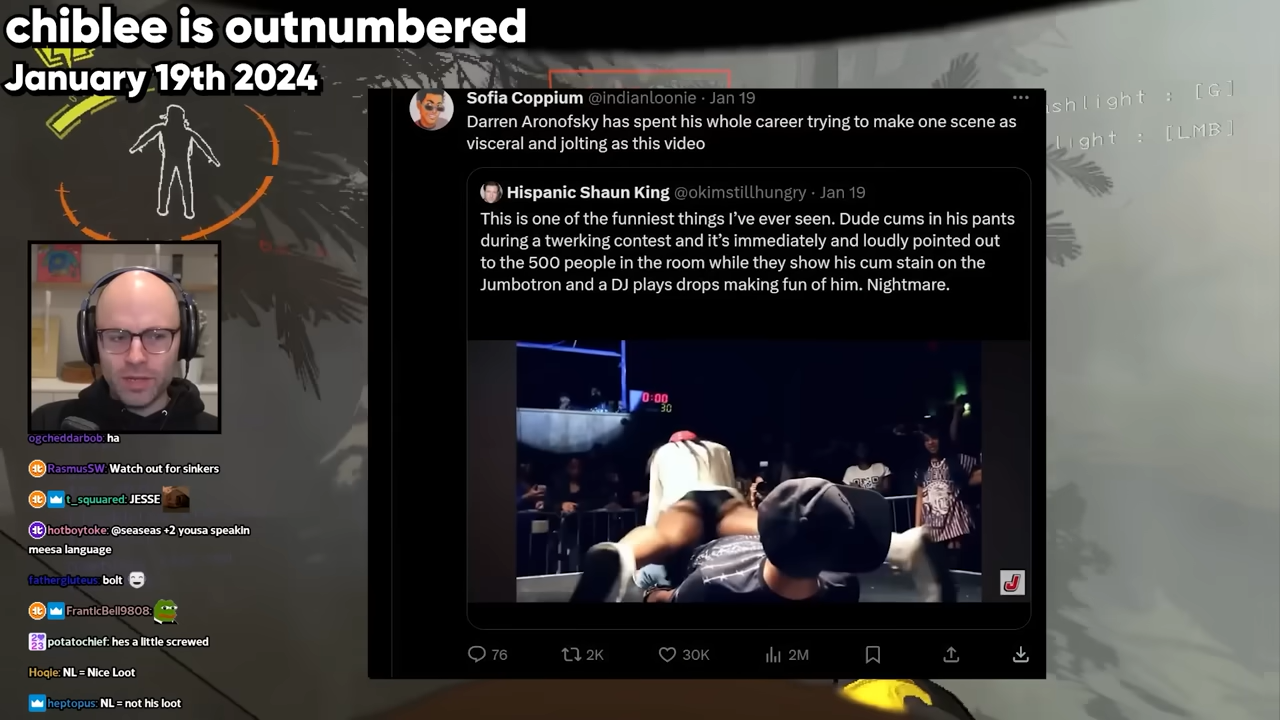 chiblee is outnumbered
January 19th 2024
ashlight : [G]
light : [LMB]
Sofia Coppium @indianloonie · Jan 19
Darren Aronofsky has spent his whole career trying to make one scene as
visceral and jolting as this video
Hispanic Shaun King @okimstillhungry · Jan 19
This is one of the funniest things I’ve ever seen. Dude cums in his pants
during a twerking contest and it’s immediately and loudly pointed out
to the 500 people in the room while they show his cum stain on the
Jumbotron and a DJ plays drops making fun of him. Nightmare.
0:00
30
J
76 2K 30K 2M
ogcheddarbob: ha
RasmusSW: Watch out for sinkers
t_squuared: JESSE
hotboytoke: @seaseas +2 yousa speakin
meesa language
fathergluteus: bolt
FranticBell9808:
potatochief: hes a little screwed
Hoqie: NL = Nice Loot
heptopus: NL = not his loot